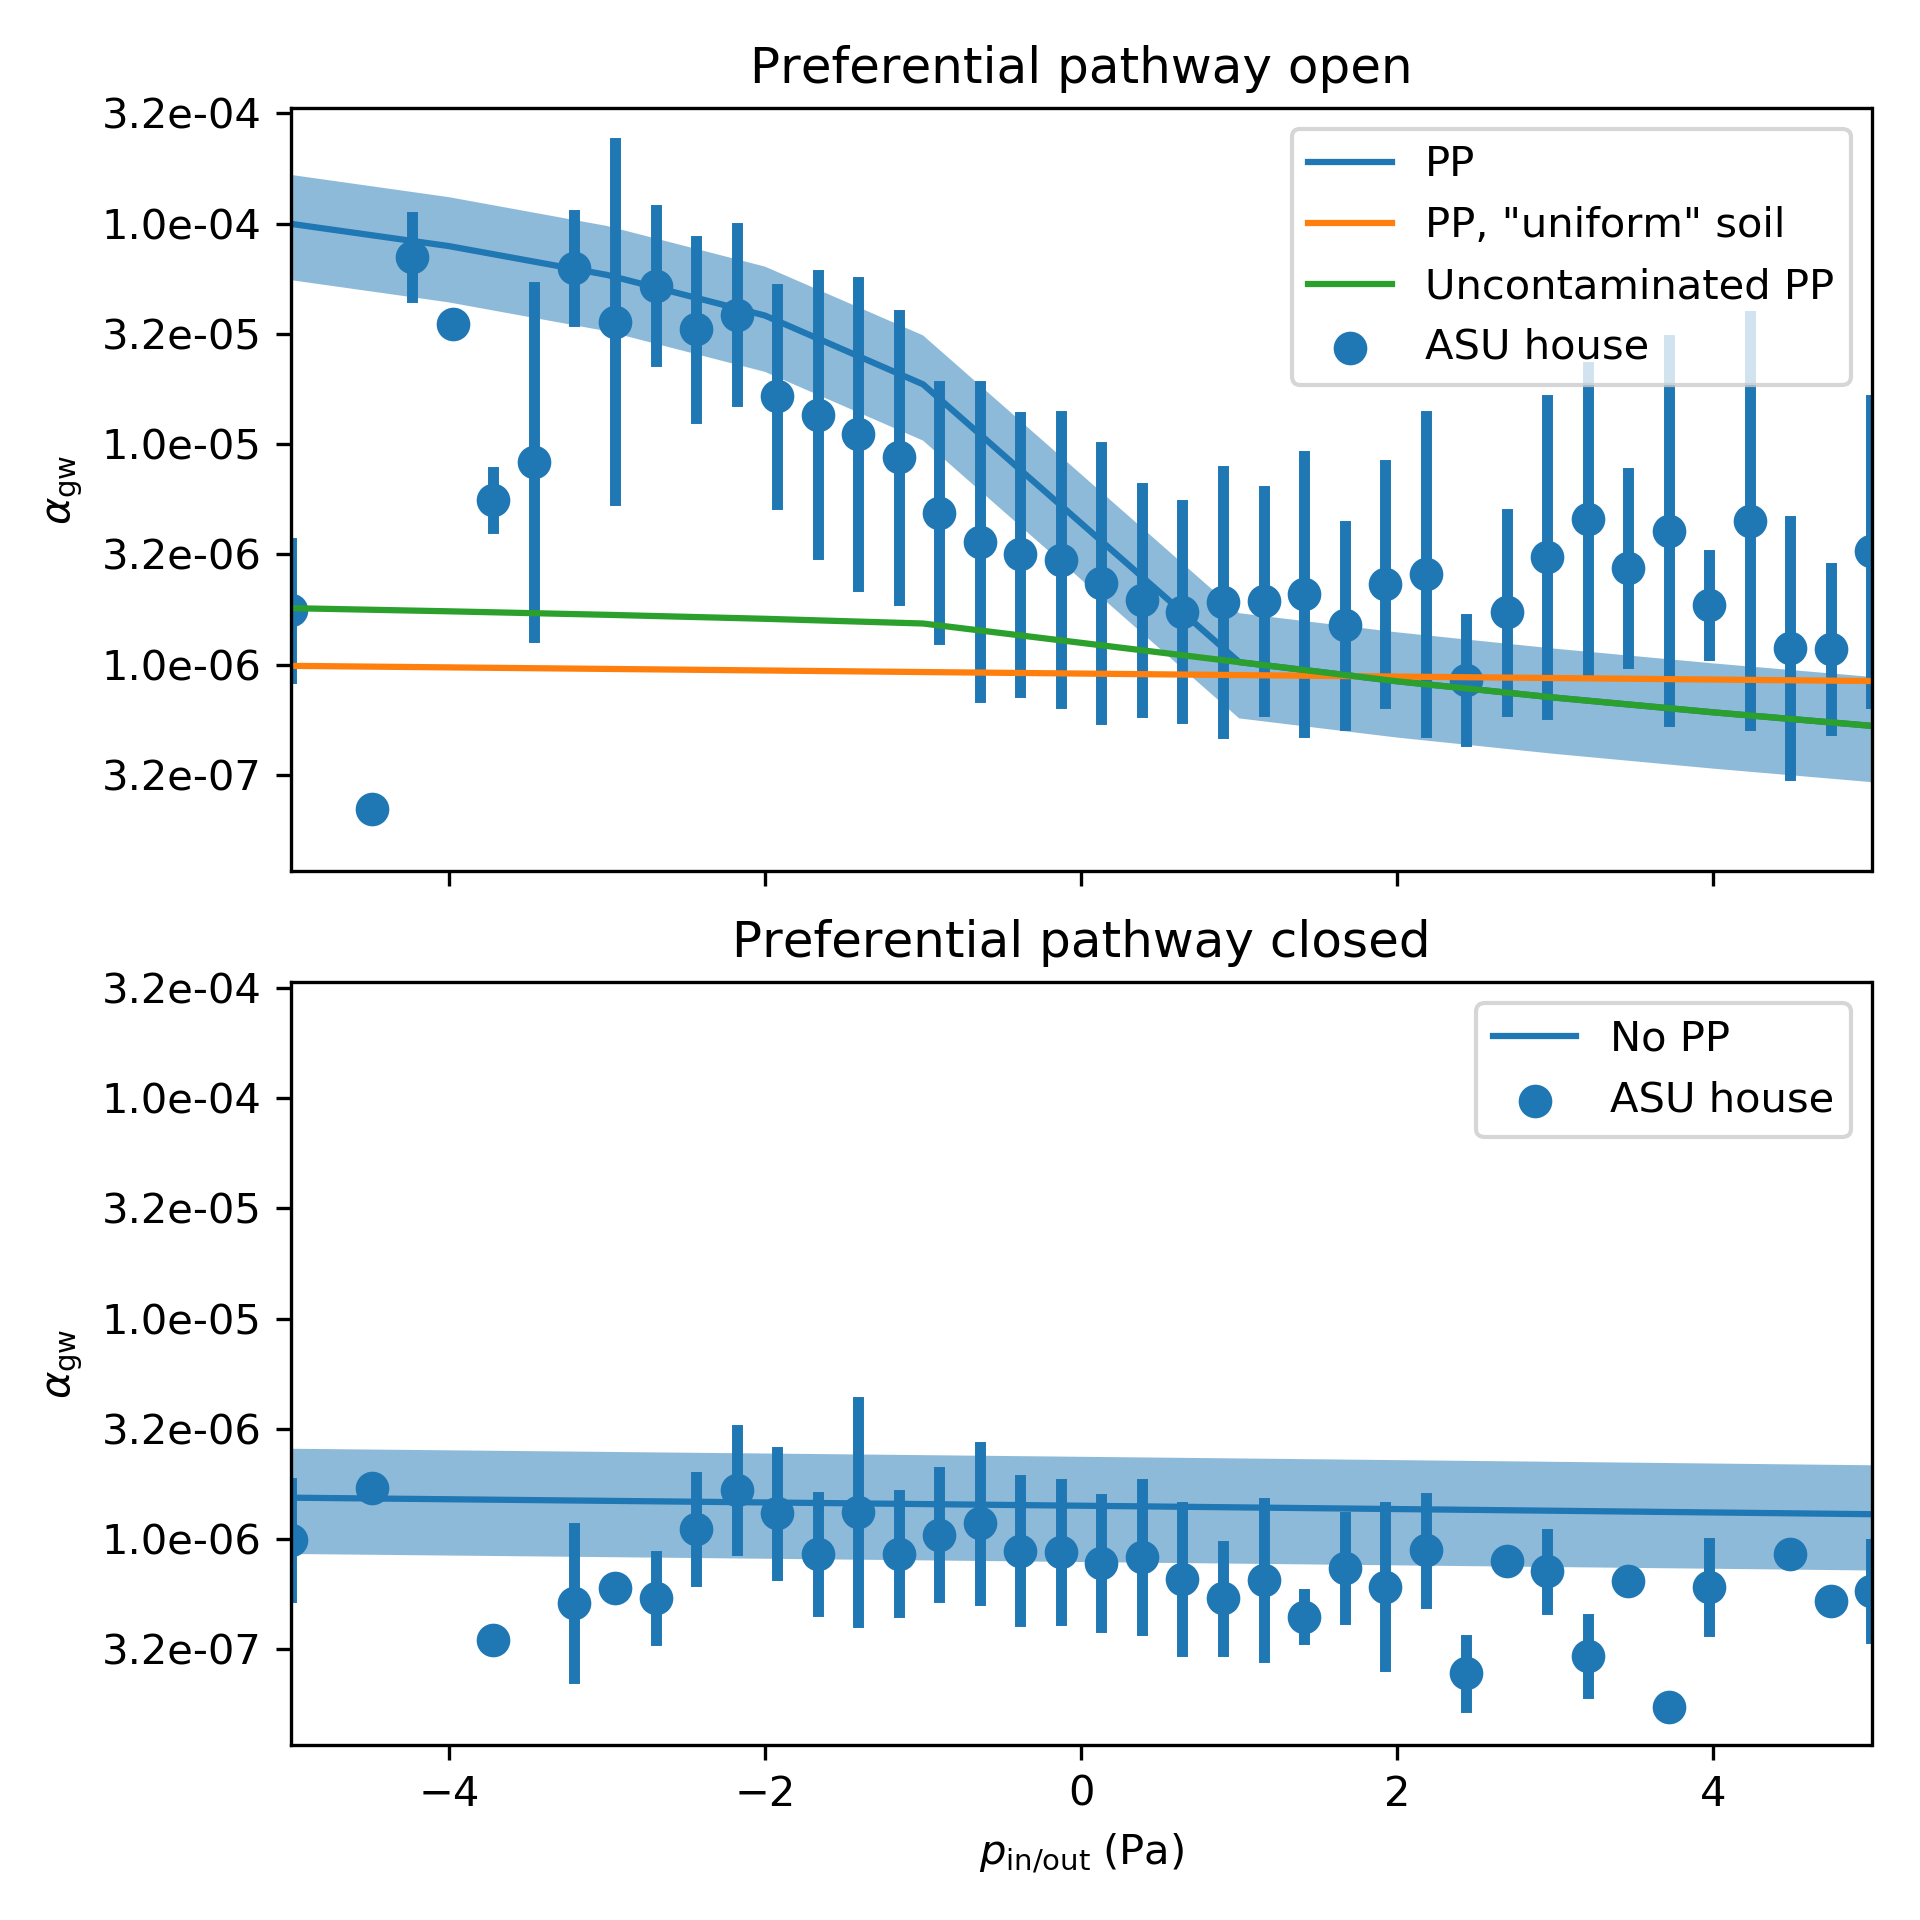 Preferential pathway open
3.2e-04
1.0e-04
3.2e-05
1.0e-05
3.2e-06
1.0e-06
3.2e-07
α_gw
PP
PP, "uniform" soil
Uncontaminated PP
ASU house
Preferential pathway closed
3.2e-04
1.0e-04
3.2e-05
1.0e-05
3.2e-06
1.0e-06
3.2e-07
α_gw
No PP
ASU house
−4 −2 0 2 4
p_in/out (Pa)